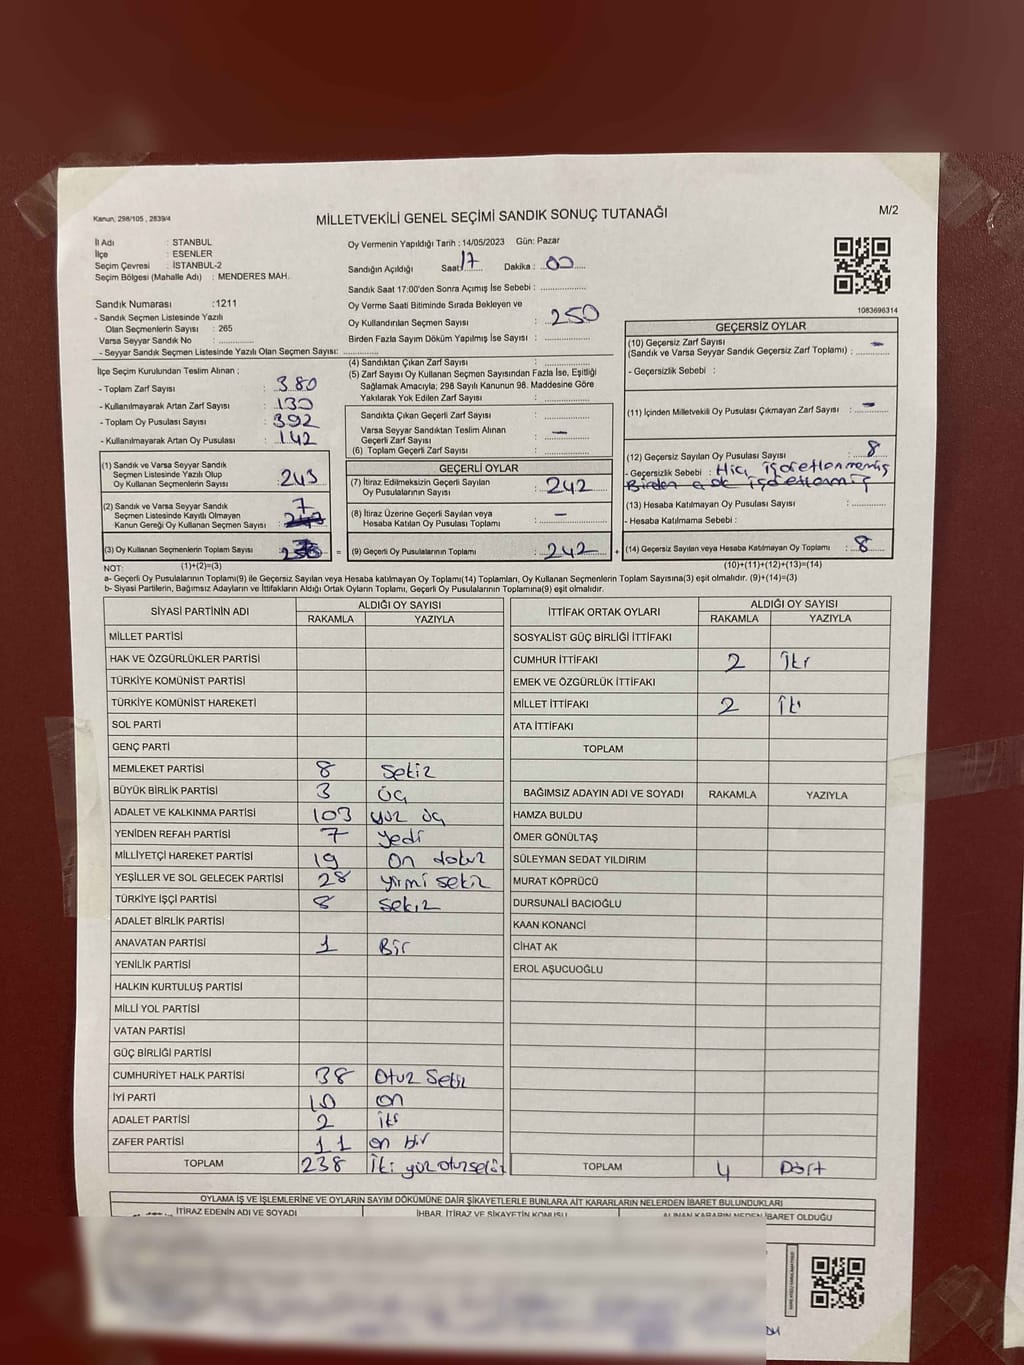 Kanun, 298/105 , 2839/4
MİLLETVEKİLİ GENEL SEÇİMİ SANDIK SONUÇ TUTANAĞI
M/2
İl Adı : STANBUL
İlçe : ESENLER
Seçim Çevresi : İSTANBUL-2
Seçim Bölgesi (Mahalle Adı) : MENDERES MAH.
Sandık Numarası :1211
- Sandık Seçmen Listesinde Yazılı
Olan Seçmenlerin Sayısı : 265
Varsa Seyyar Sandık No :
- Seyyar Sandık Seçmen Listesinde Yazılı Olan Seçmen Sayısı:
Oy Vermenin Yapıldığı Tarih : 14/05/2023 Gün: Pazar
Sandığın Açıldığı Saat 17 Dakika : 00
Sandık Saat 17:00'den Sonra Açımış İse Sebebi :
Oy Verme Saati Bitiminde Sırada Bekleyen ve
Oy Kullandırılan Seçmen Sayısı : 250
Birden Fazla Sayım Döküm Yapılmış İse Sayısı :
1083696314
İlçe Seçim Kurulundan Teslim Alınan ;
- Toplam Zarf Sayısı : 380
- Kullanılmayarak Artan Zarf Sayısı : 130
- Toplam Oy Pusulası Sayısı : 392
- Kullanılmayarak Artan Oy Pusulası : 142
(4) Sandıktan Çıkan Zarf Sayısı :
(5) Zarf Sayısı Oy Kullanan Seçmen Sayısından Fazla İse, Eşitliği
Sağlamak Amacıyla; 298 Sayılı Kanunun 98. Maddesine Göre
Yakılarak Yok Edilen Zarf Sayısı :
Sandıkta Çıkan Geçerli Zarf Sayısı :
Varsa Seyyar Sandıktan Teslim Alınan
Geçerli Zarf Sayısı : —
(6) Toplam Geçerli Zarf Sayısı :
GEÇERSİZ OYLAR
(10) Geçersiz Zarf Sayısı
(Sandık ve Varsa Seyyar Sandık Geçersiz Zarf Toplamı) : —
- Geçersizlik Sebebi :
(11) İçinden Milletvekili Oy Pusulası Çıkmayan Zarf Sayısı : —
(12) Geçersiz Sayılan Oy Pusulası Sayısı : 8
- Geçersizlik Sebebi : Hiç işaretlenmemiş
(13) Hesaba Katılmayan Oy Pusulası Sayısı :
- Hesaba Katılmama Sebebi :
(14) Geçersiz Sayılan veya Hesaba Katılmayan Oy Toplamı : 8
(10)+(11)+(12)+(13)=(14)
(1) Sandık ve Varsa Seyyar Sandık
Seçmen Listesinde Yazılı Olup
Oy Kullanan Seçmenlerin Sayısı : 243
(2) Sandık ve Varsa Seyyar Sandık
Seçmen Listesinde Kayıtlı Olmayan
Kanun Gereği Oy Kullanan Seçmen Sayısı : 7
(3) Oy Kullanan Seçmenlerin Toplam Sayısı :
(1)+(2)=(3)
GEÇERLİ OYLAR
(7) İtiraz Edilmeksizin Geçerli Sayılan
Oy Pusulalarının Sayısı : 242
(8) İtiraz Üzerine Geçerli Sayılan veya
Hesaba Katılan Oy Pusulası Toplamı : —
= (9) Geçerli Oy Pusulalarının Toplamı : 242 +
NOT:
a- Geçerli Oy Pusulalarının Toplamı(9) ile Geçersiz Sayılan veya Hesaba katılmayan Oy Toplamı(14) Toplamları, Oy Kullanan Seçmenlerin Toplam Sayısına(3) eşit olmalıdır. (9)+(14)=(3)
b- Siyasi Partilerin, Bağımsız Adayların ve İttifakların Aldığı Ortak Oyların Toplamı, Geçerli Oy Pusulalarının Toplamına(9) eşit olmalıdır.
SİYASİ PARTİNİN ADI ALDIĞI OY SAYISI
RAKAMLA YAZIYLA
MİLLET PARTİSİ
HAK VE ÖZGÜRLÜKLER PARTİSİ
TÜRKİYE KOMÜNİST PARTİSİ
TÜRKİYE KOMÜNİST HAREKETİ
SOL PARTİ
GENÇ PARTİ
MEMLEKET PARTİSİ 8 Sekiz
BÜYÜK BİRLİK PARTİSİ 3 üç
ADALET VE KALKINMA PARTİSİ 103 yüz üç
YENİDEN REFAH PARTİSİ 7 yedi
MİLLİYETÇİ HAREKET PARTİSİ 19 On dokuz
YEŞİLLER VE SOL GELECEK PARTİSİ 28 yirmi sekiz
TÜRKİYE İŞÇİ PARTİSİ 8 sekiz
ADALET BİRLİK PARTİSİ
ANAVATAN PARTİSİ 1 Bir
YENİLİK PARTİSİ
HALKIN KURTULUŞ PARTİSİ
MİLLİ YOL PARTİSİ
VATAN PARTİSİ
GÜÇ BİRLİĞİ PARTİSİ
CUMHURİYET HALK PARTİSİ 38 Otuz Sekiz
İYİ PARTİ 10 on
ADALET PARTİSİ 2 iki
ZAFER PARTİSİ 11 on bir
TOPLAM 238 İki yüz otuz sekiz
İTTİFAK ORTAK OYLARI ALDIĞI OY SAYISI
RAKAMLA YAZIYLA
SOSYALİST GÜÇ BİRLİĞİ İTTİFAKI
CUMHUR İTTİFAKI 2 İki
EMEK VE ÖZGÜRLÜK İTTİFAKI
MİLLET İTTİFAKI 2 İki
ATA İTTİFAKI
TOPLAM
BAĞIMSIZ ADAYIN ADI VE SOYADI RAKAMLA YAZIYLA
HAMZA BULDU
ÖMER GÖNÜLTAŞ
SÜLEYMAN SEDAT YILDIRIM
MURAT KÖPRÜCÜ
DURSUNALİ BACIOĞLU
KAAN KONANCİ
CİHAT AK
EROL AŞUCUOĞLU
TOPLAM 4 Dört
OYLAMA İŞ VE İŞLEMLERİNE VE OYLARIN SAYIM DÖKÜMÜNE DAİR ŞİKAYETLERLE BUNLARA AİT KARARLARIN NELERDEN İBARET BULUNDUKLARI
İTİRAZ EDENİN ADI VE SOYADI İHBAR, İTİRAZ VE ŞİKAYETİN KONUSU ALINAN KARARIN NEDEN İBARET OLDUĞU